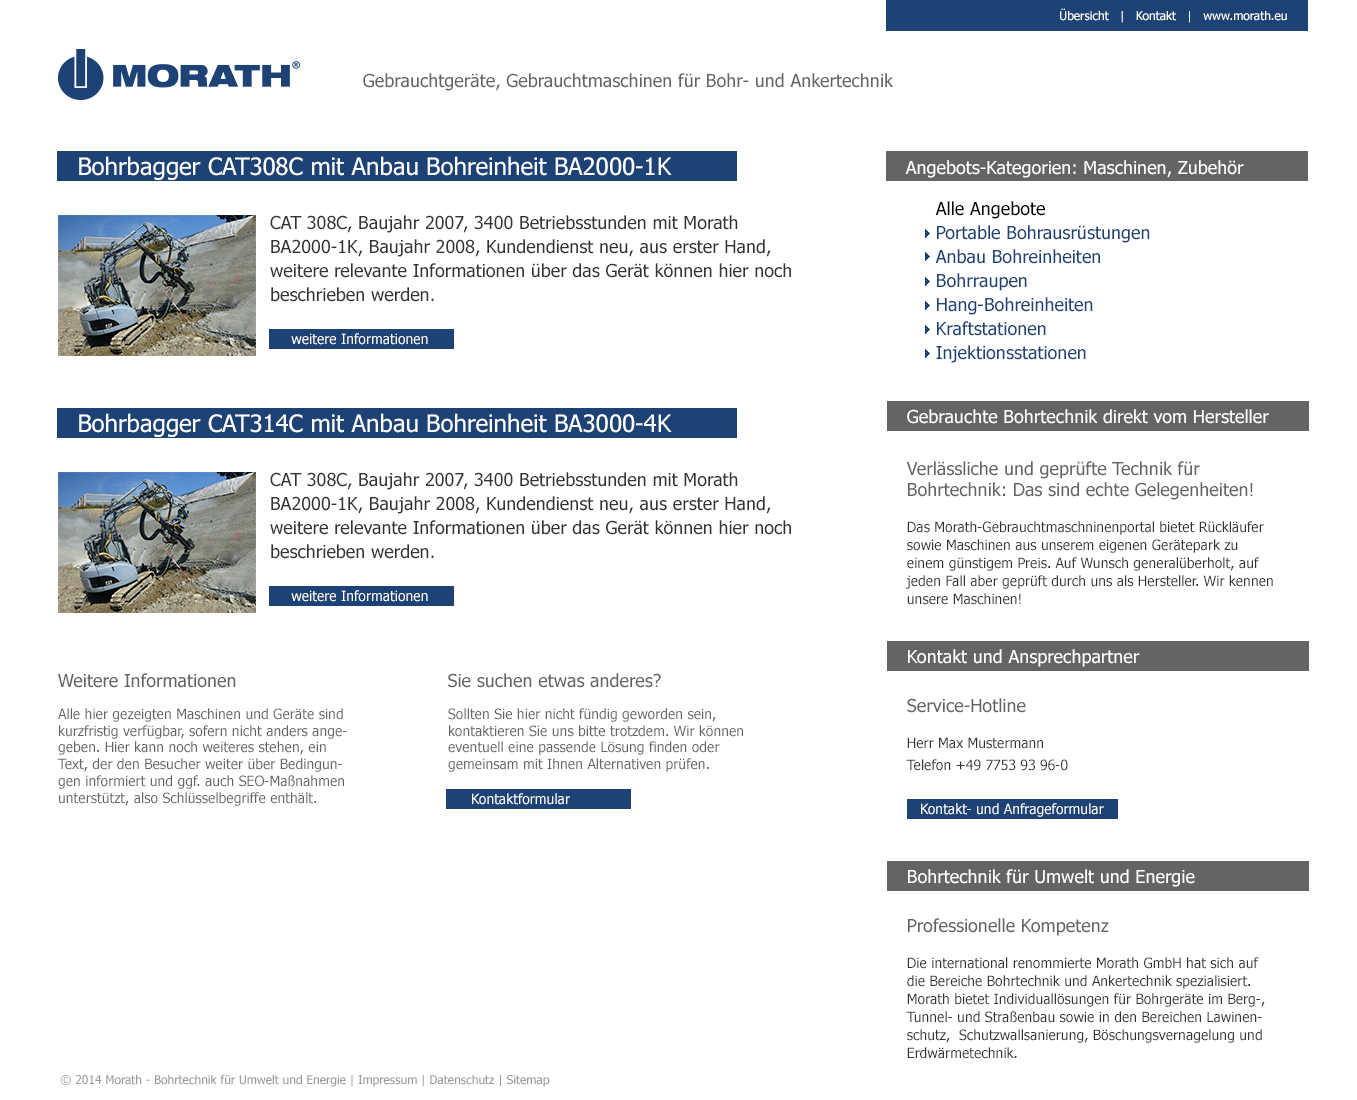 Übersicht | Kontakt | www.morath.eu
MORATH®
Gebrauchtgeräte, Gebrauchtmaschinen für Bohr- und Ankertechnik
Bohrbagger CAT308C mit Anbau Bohreinheit BA2000-1K
CAT 308C, Baujahr 2007, 3400 Betriebsstunden mit Morath
BA2000-1K, Baujahr 2008, Kundendienst neu, aus erster Hand,
weitere relevante Informationen über das Gerät können hier noch
beschrieben werden.
weitere Informationen
Bohrbagger CAT314C mit Anbau Bohreinheit BA3000-4K
CAT 308C, Baujahr 2007, 3400 Betriebsstunden mit Morath
BA2000-1K, Baujahr 2008, Kundendienst neu, aus erster Hand,
weitere relevante Informationen über das Gerät können hier noch
beschrieben werden.
weitere Informationen
Weitere Informationen
Alle hier gezeigten Maschinen und Geräte sind
kurzfristig verfügbar, sofern nicht anders ange-
geben. Hier kann noch weiteres stehen, ein
Text, der den Besucher weiter über Bedingun-
gen informiert und ggf. auch SEO-Maßnahmen
unterstützt, also Schlüsselbegriffe enthält.
Sie suchen etwas anderes?
Sollten Sie hier nicht fündig geworden sein,
kontaktieren Sie uns bitte trotzdem. Wir können
eventuell eine passende Lösung finden oder
gemeinsam mit Ihnen Alternativen prüfen.
Kontaktformular
Angebots-Kategorien: Maschinen, Zubehör
Alle Angebote
Portable Bohrausrüstungen
Anbau Bohreinheiten
Bohrraupen
Hang-Bohreinheiten
Kraftstationen
Injektionsstationen
Gebrauchte Bohrtechnik direkt vom Hersteller
Verlässliche und geprüfte Technik für
Bohrtechnik: Das sind echte Gelegenheiten!
Das Morath-Gebrauchtmaschninenportal bietet Rückläufer
sowie Maschinen aus unserem eigenen Gerätepark zu
einem günstigem Preis. Auf Wunsch generalüberholt, auf
jeden Fall aber geprüft durch uns als Hersteller. Wir kennen
unsere Maschinen!
Kontakt und Ansprechpartner
Service-Hotline
Herr Max Mustermann
Telefon +49 7753 93 96-0
Kontakt- und Anfrageformular
Bohrtechnik für Umwelt und Energie
Professionelle Kompetenz
Die international renommierte Morath GmbH hat sich auf
die Bereiche Bohrtechnik und Ankertechnik spezialisiert.
Morath bietet Individuallösungen für Bohrgeräte im Berg-,
Tunnel- und Straßenbau sowie in den Bereichen Lawinen-
schutz, Schutzwallsanierung, Böschungsvernagelung und
Erdwärmetechnik.
© 2014 Morath - Bohrtechnik für Umwelt und Energie | Impressum | Datenschutz | Sitemap